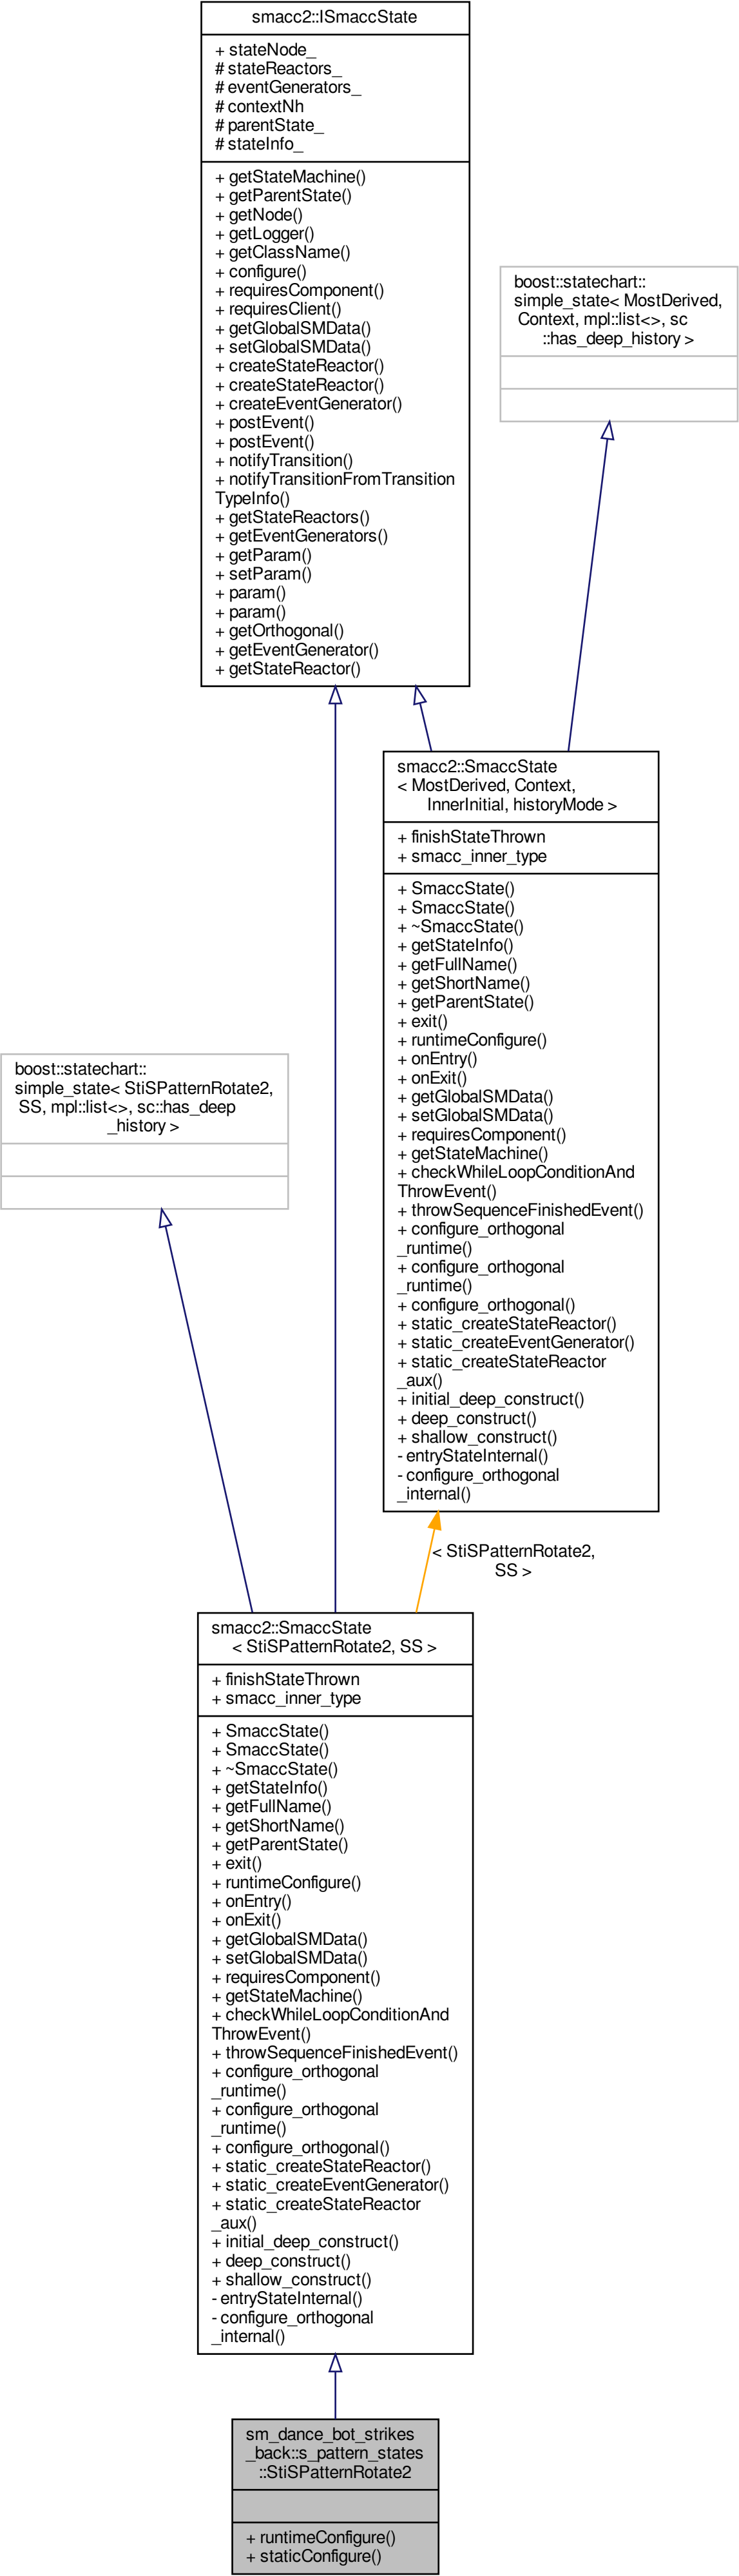 smacc2::ISmaccState
+ stateNode_
# stateReactors_
# eventGenerators_
# contextNh
# parentState_
# stateInfo_
+ getStateMachine()
+ getParentState()
+ getNode()
+ getLogger()
+ getClassName()
+ configure()
+ requiresComponent()
+ requiresClient()
+ getGlobalSMData()
+ setGlobalSMData()
+ createStateReactor()
+ createStateReactor()
+ createEventGenerator()
+ postEvent()
+ postEvent()
+ notifyTransition()
+ notifyTransitionFromTransition
TypeInfo()
+ getStateReactors()
+ getEventGenerators()
+ getParam()
+ setParam()
+ param()
+ param()
+ getOrthogonal()
+ getEventGenerator()
+ getStateReactor()
boost::statechart::
simple_state< MostDerived,
Context, mpl::list<>, sc
::has_deep_history >
smacc2::SmaccState
< MostDerived, Context,
InnerInitial, historyMode >
+ finishStateThrown
+ smacc_inner_type
+ SmaccState()
+ SmaccState()
+ ~SmaccState()
+ getStateInfo()
+ getFullName()
+ getShortName()
+ getParentState()
+ exit()
+ runtimeConfigure()
+ onEntry()
+ onExit()
+ getGlobalSMData()
+ setGlobalSMData()
+ requiresComponent()
+ getStateMachine()
+ checkWhileLoopConditionAnd
ThrowEvent()
+ throwSequenceFinishedEvent()
+ configure_orthogonal
_runtime()
+ configure_orthogonal
_runtime()
+ configure_orthogonal()
+ static_createStateReactor()
+ static_createEventGenerator()
+ static_createStateReactor
_aux()
+ initial_deep_construct()
+ deep_construct()
+ shallow_construct()
- entryStateInternal()
- configure_orthogonal
_internal()
boost::statechart::
simple_state< StiSPatternRotate2,
SS, mpl::list<>, sc::has_deep
_history >
< StiSPatternRotate2,
SS >
smacc2::SmaccState
< StiSPatternRotate2, SS >
+ finishStateThrown
+ smacc_inner_type
+ SmaccState()
+ SmaccState()
+ ~SmaccState()
+ getStateInfo()
+ getFullName()
+ getShortName()
+ getParentState()
+ exit()
+ runtimeConfigure()
+ onEntry()
+ onExit()
+ getGlobalSMData()
+ setGlobalSMData()
+ requiresComponent()
+ getStateMachine()
+ checkWhileLoopConditionAnd
ThrowEvent()
+ throwSequenceFinishedEvent()
+ configure_orthogonal
_runtime()
+ configure_orthogonal
_runtime()
+ configure_orthogonal()
+ static_createStateReactor()
+ static_createEventGenerator()
+ static_createStateReactor
_aux()
+ initial_deep_construct()
+ deep_construct()
+ shallow_construct()
- entryStateInternal()
- configure_orthogonal
_internal()
sm_dance_bot_strikes
_back::s_pattern_states
::StiSPatternRotate2
+ runtimeConfigure()
+ staticConfigure()